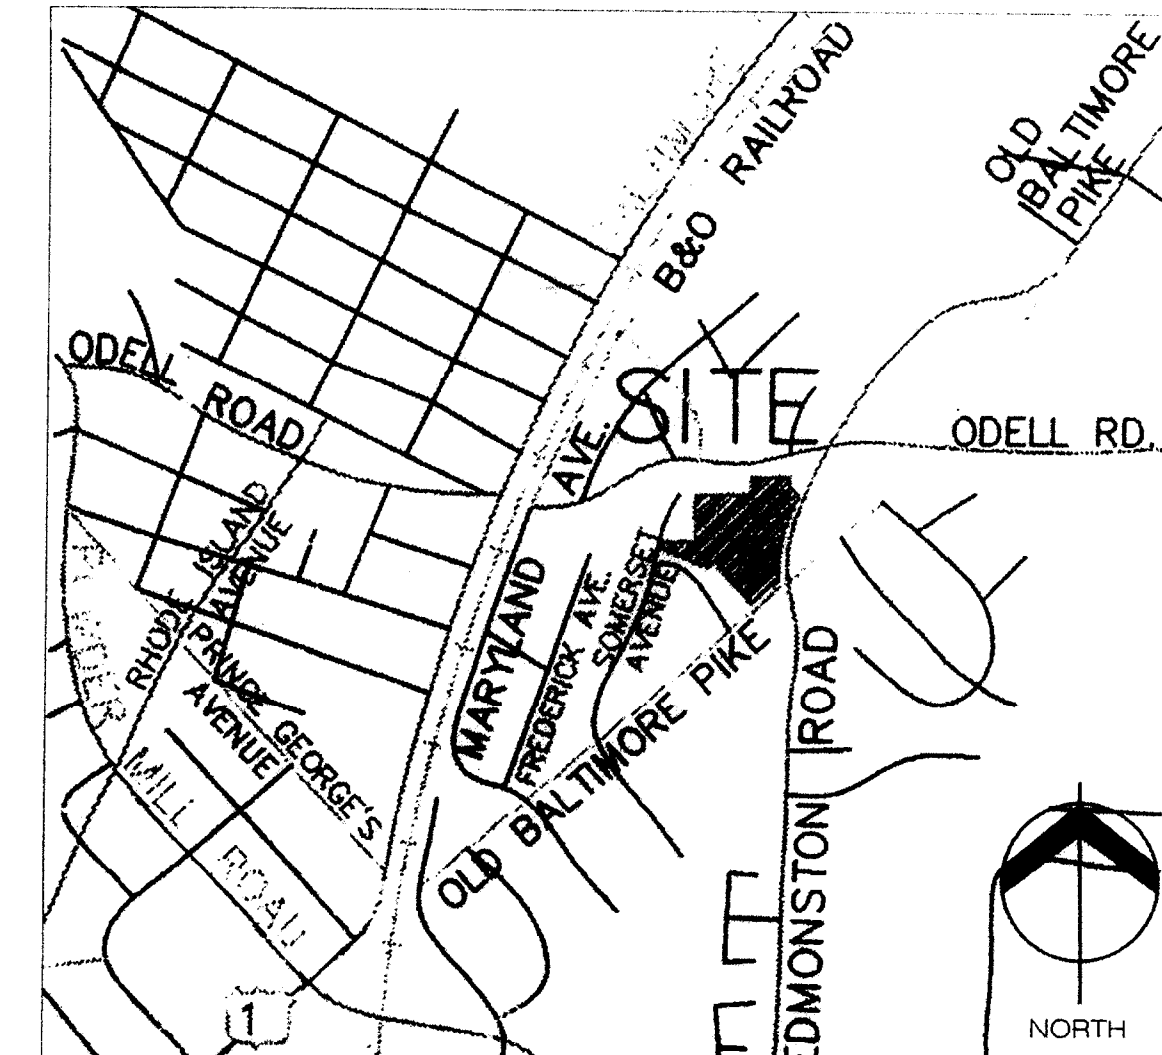 RAILROAD
B&O
OLD
BALTIMORE
PIKE
ODELL
ROAD
SITE
ODELL RD.
AVE.
MARYLAND
FREDERICK AVE.
SOMERSET
AVENUE
RHODE ISLAND
AVENUE
PRINCE GEORGE'S
AVENUE
OLD BALTIMORE PIKE
ROAD
EDMONSTON
MILL
ROAD
1
NORTH